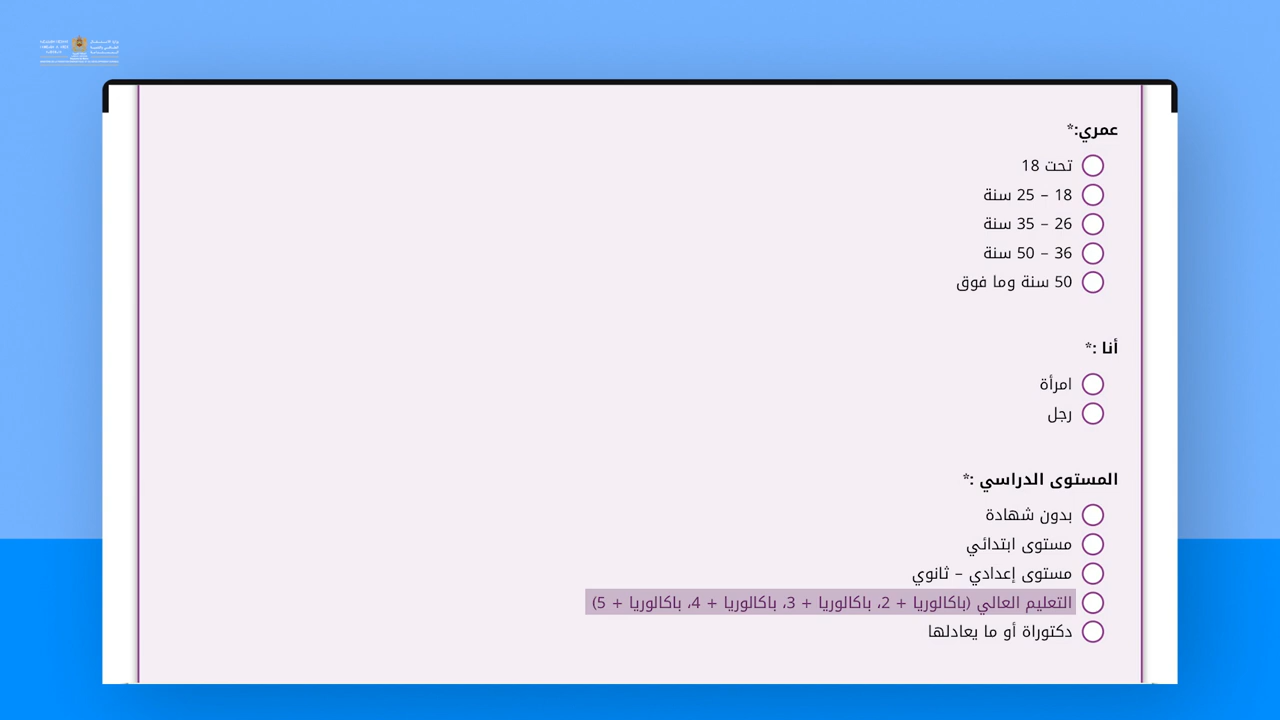 عمري:*
تحت 18
18 – 25 سنة
26 – 35 سنة
36 – 50 سنة
50 سنة وما فوق
أنا :*
امرأة
رجل
المستوى الدراسي :*
بدون شهادة
مستوى ابتدائي
مستوى إعدادي – ثانوي
التعليم العالي (باكالوريا + 2، باكالوريا + 3، باكالوريا + 4، باكالوريا + 5)
دكتوراة أو ما يعادلها